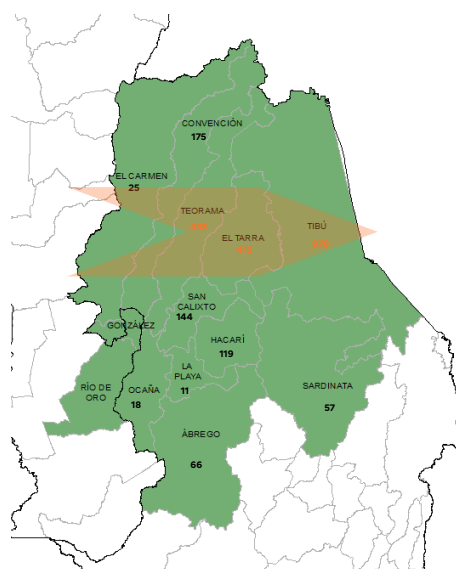 CONVENCIÓN
175
EL CARMEN
25
TEORAMA
TIBÚ
EL TARRA
SAN
CALIXTO
144
GONZÁLEZ
HACARÍ
119
LA
PLAYA
11
RÍO DE
ORO
OCAÑA
18
SARDINATA
57
ÁBREGO
66